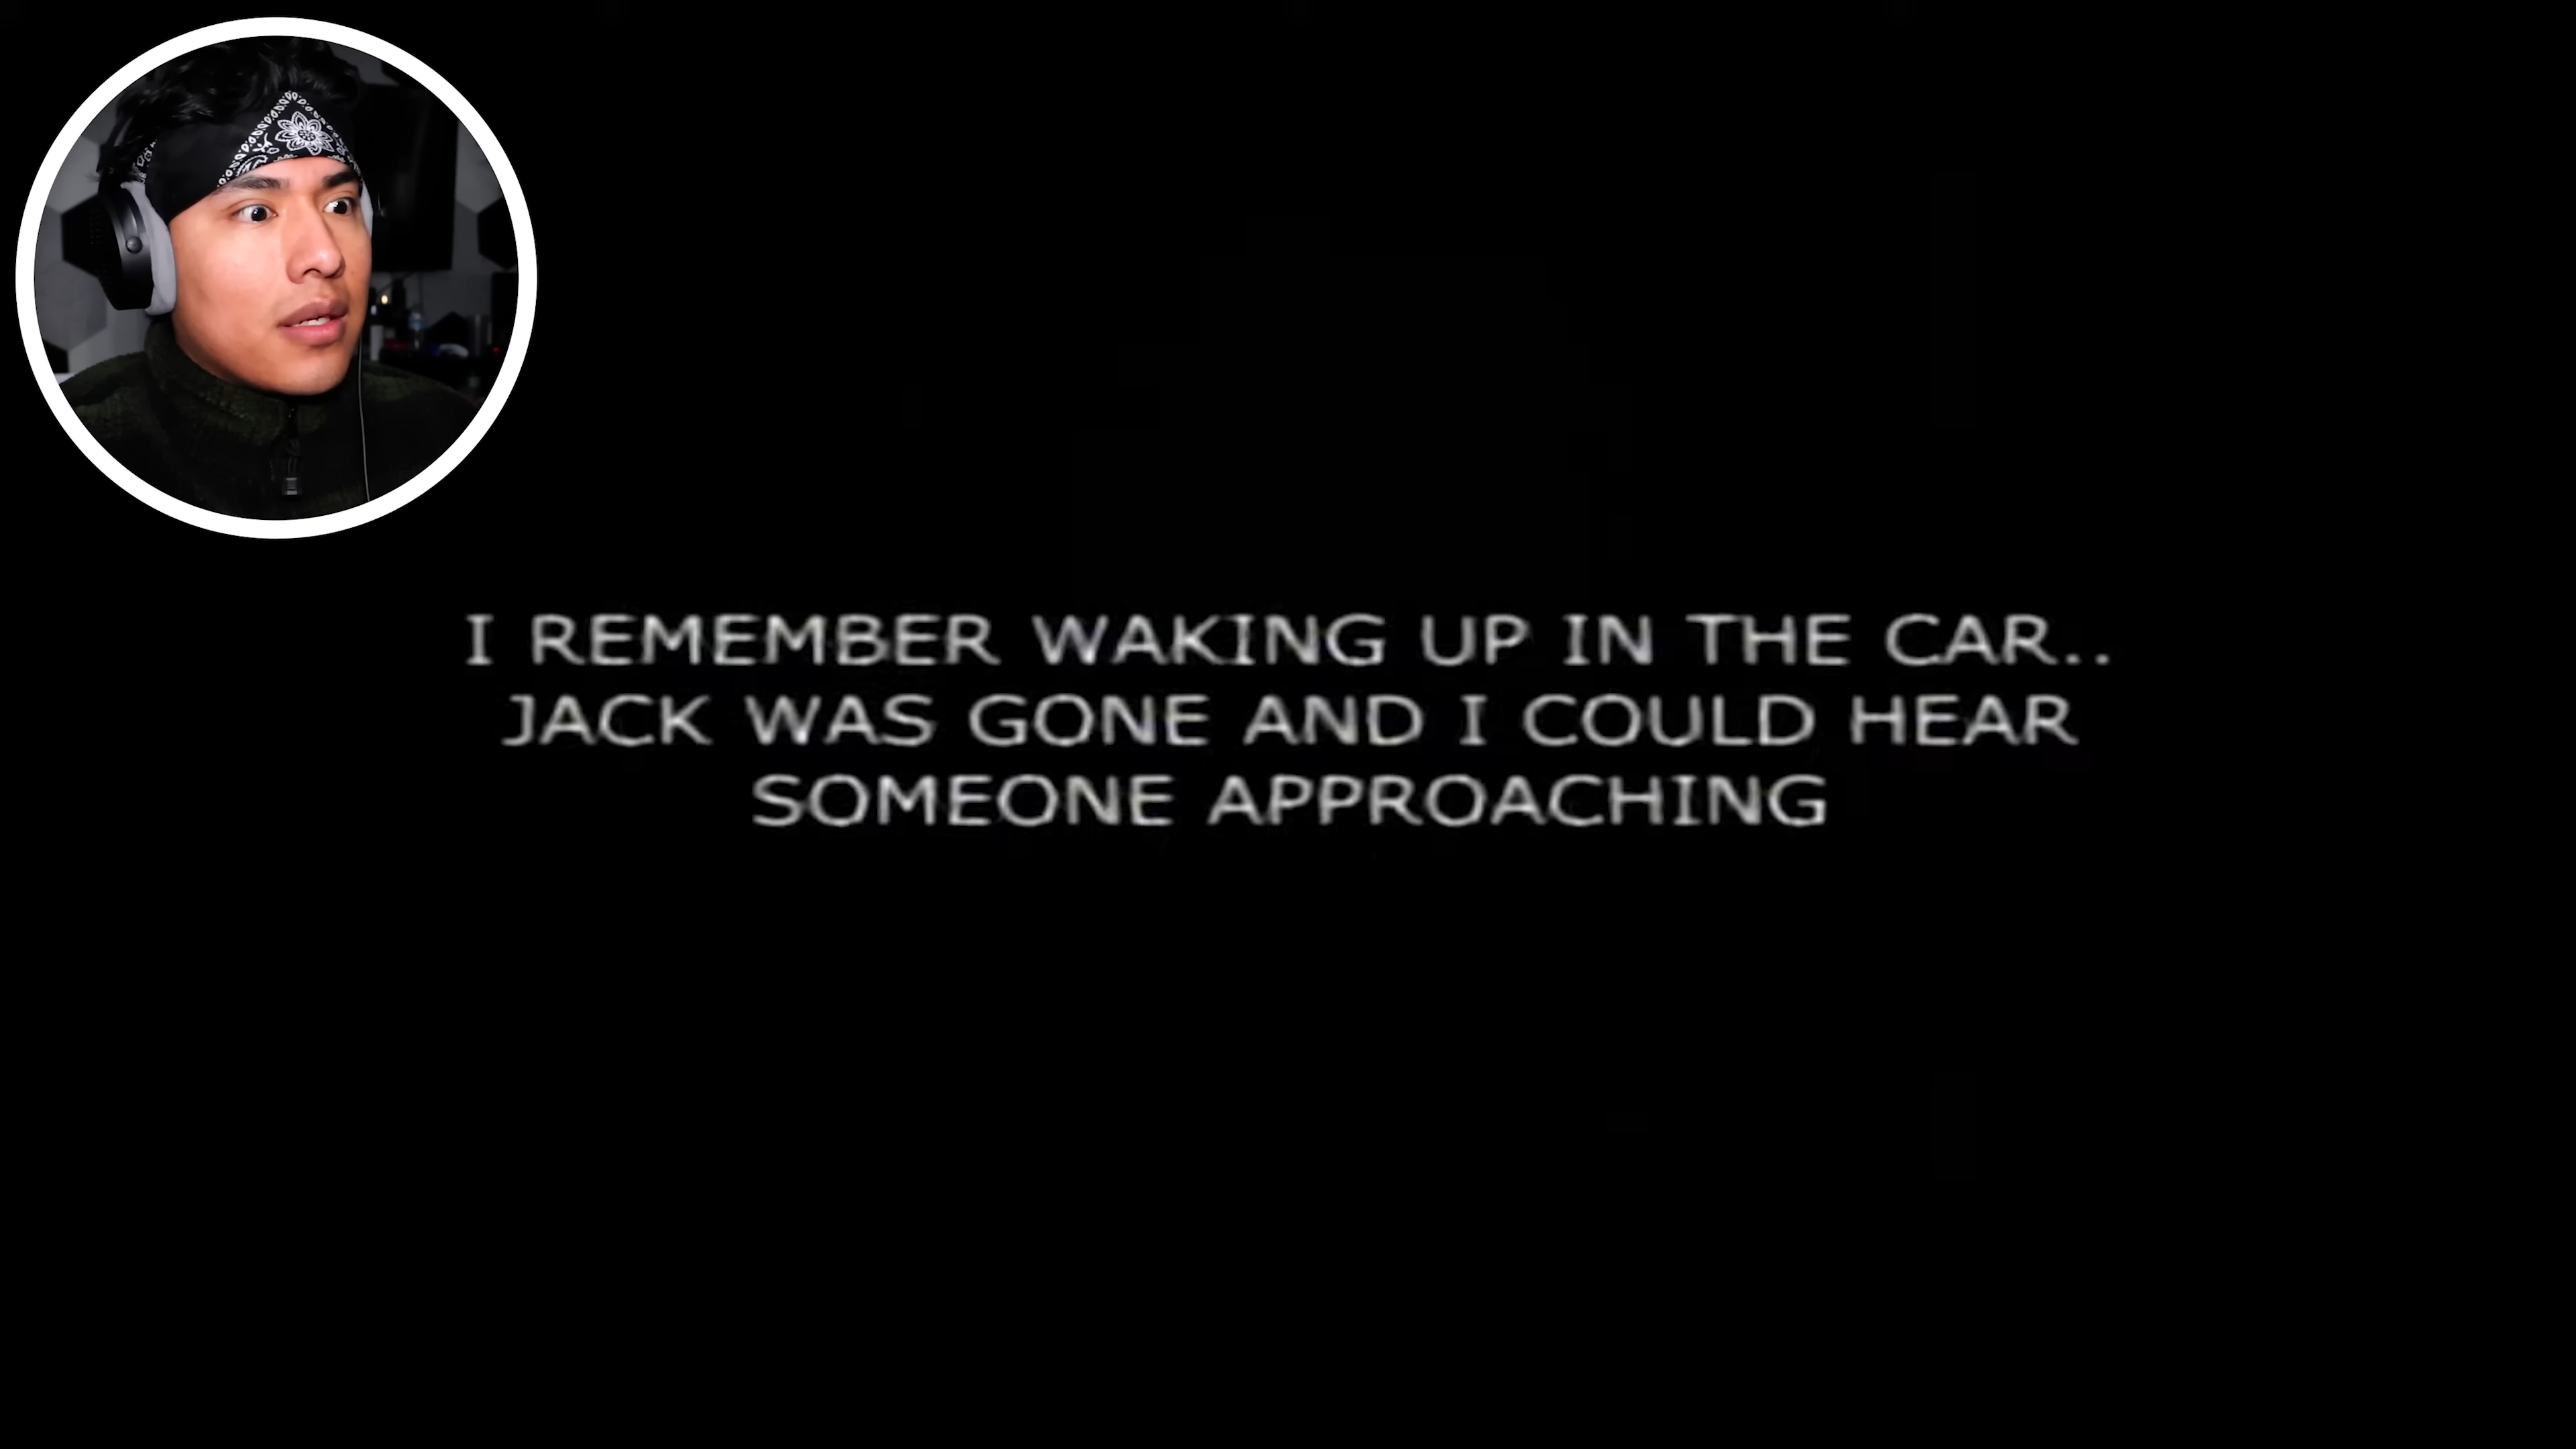 I REMEMBER WAKING UP IN THE CAR..
JACK WAS GONE AND I COULD HEAR
SOMEONE APPROACHING